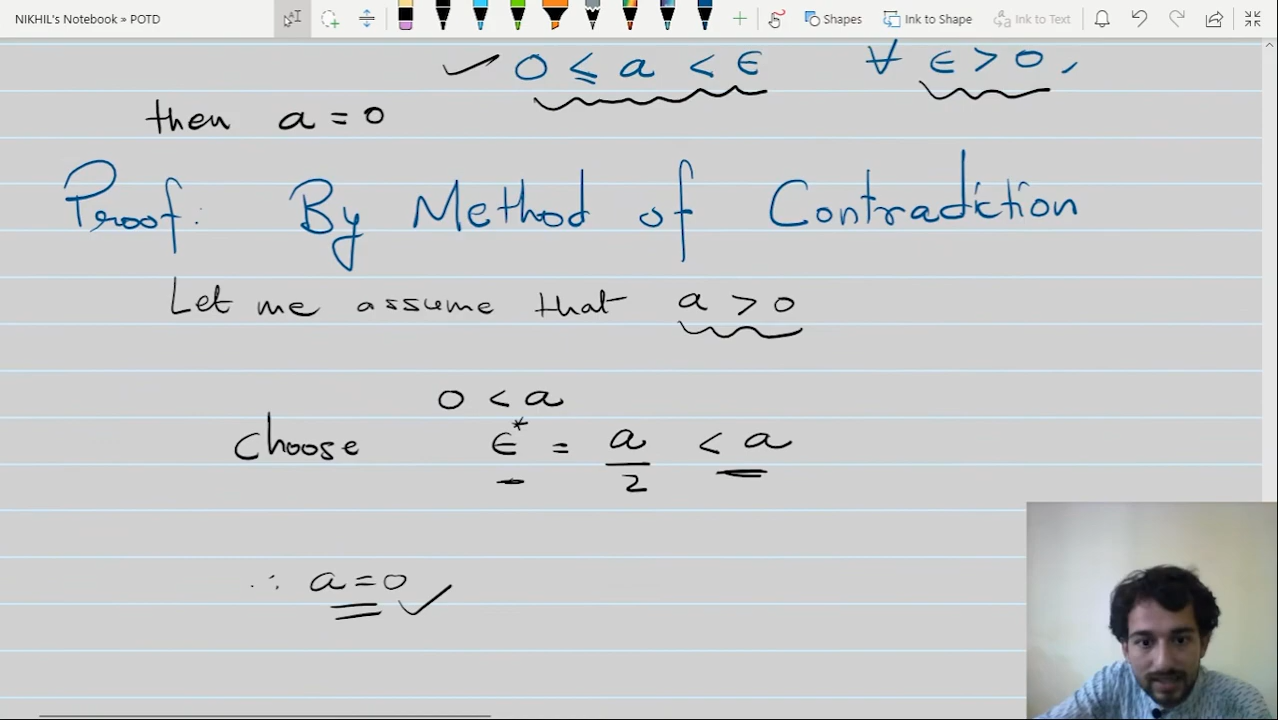 NIKHIL's Notebook » POTD
Shapes Ink to Shape Ink to Text
0 ≤ a < ϵ ∀ ϵ > 0,
then a = 0
Proof: By Method of Contradiction
Let me assume that a > 0
0 < a
Choose ϵ* = a/2 < a
∴ a = 0